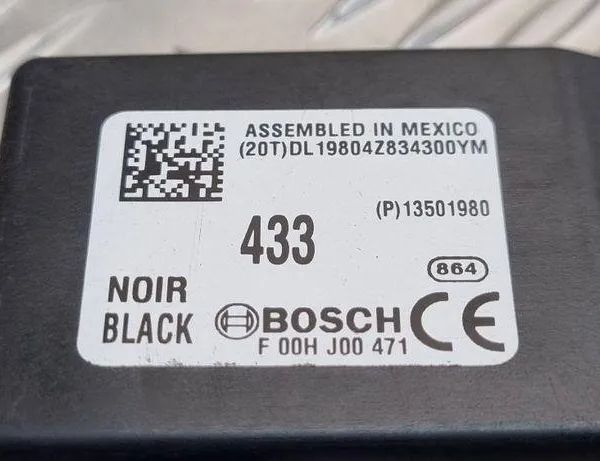 ASSEMBLED IN MEXICO
(20T)DL19804Z834300YM
(P)13501980
433
864
NOIR
BLACK
BOSCH CE
F 00H J00 471